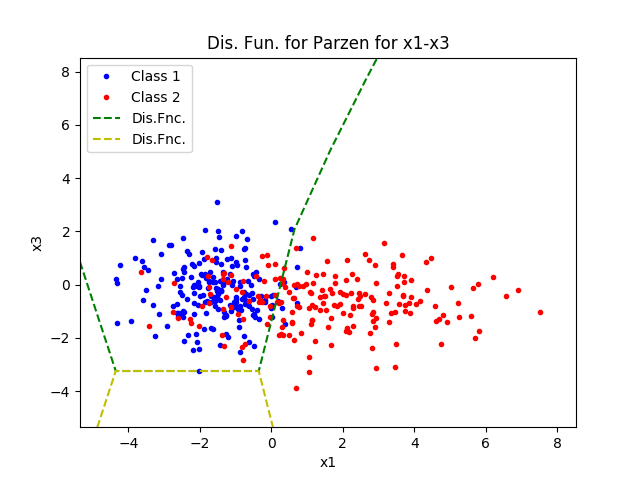 Dis. Fun. for Parzen for x1-x3
Class 1
Class 2
Dis.Fnc.
Dis.Fnc.
8
6
4
2
0
−2
−4
x3
−4
−2
0
2
4
6
8
x1